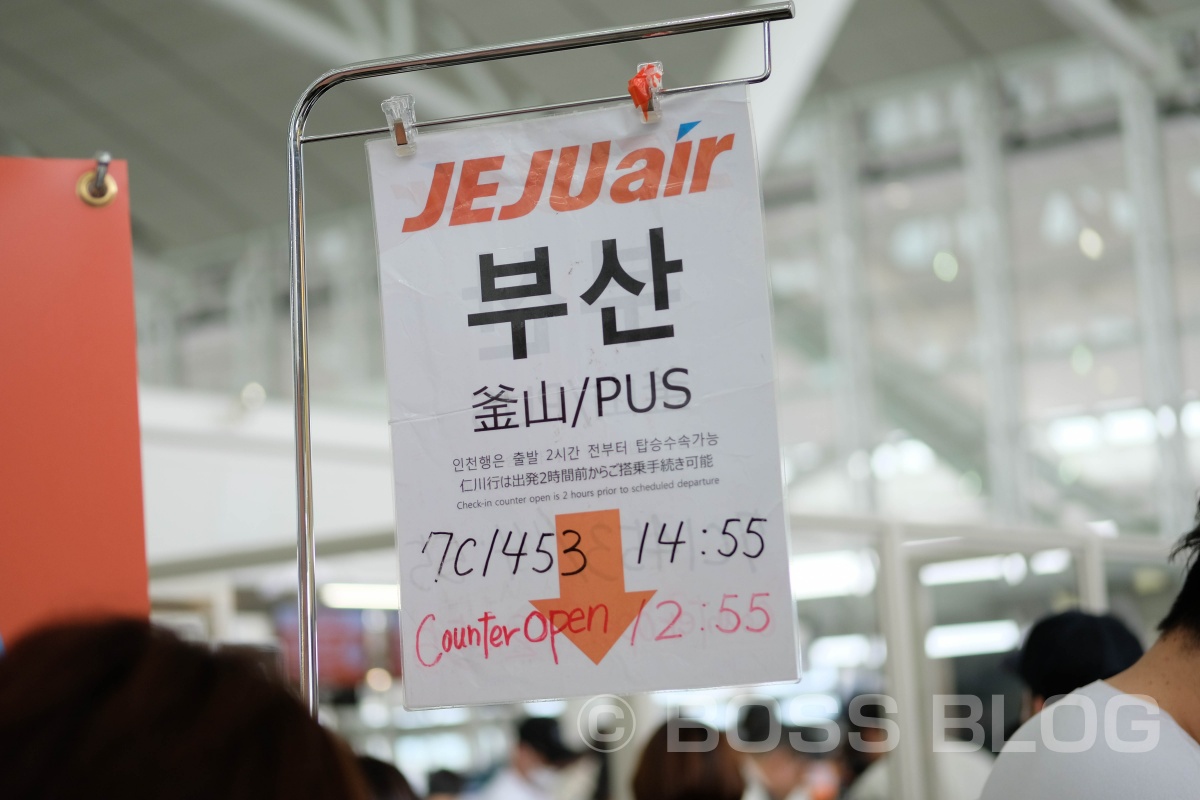 JEJUair
부산
釜山/PUS
인천행은 출발 2시간 전부터 탑승수속가능
仁川行は出発2時間前からご搭乗手続き可能
Check-in counter open is 2 hours prior to scheduled departure
7C1453 14:55
Counter Open 12:55
© BOSS BLOG